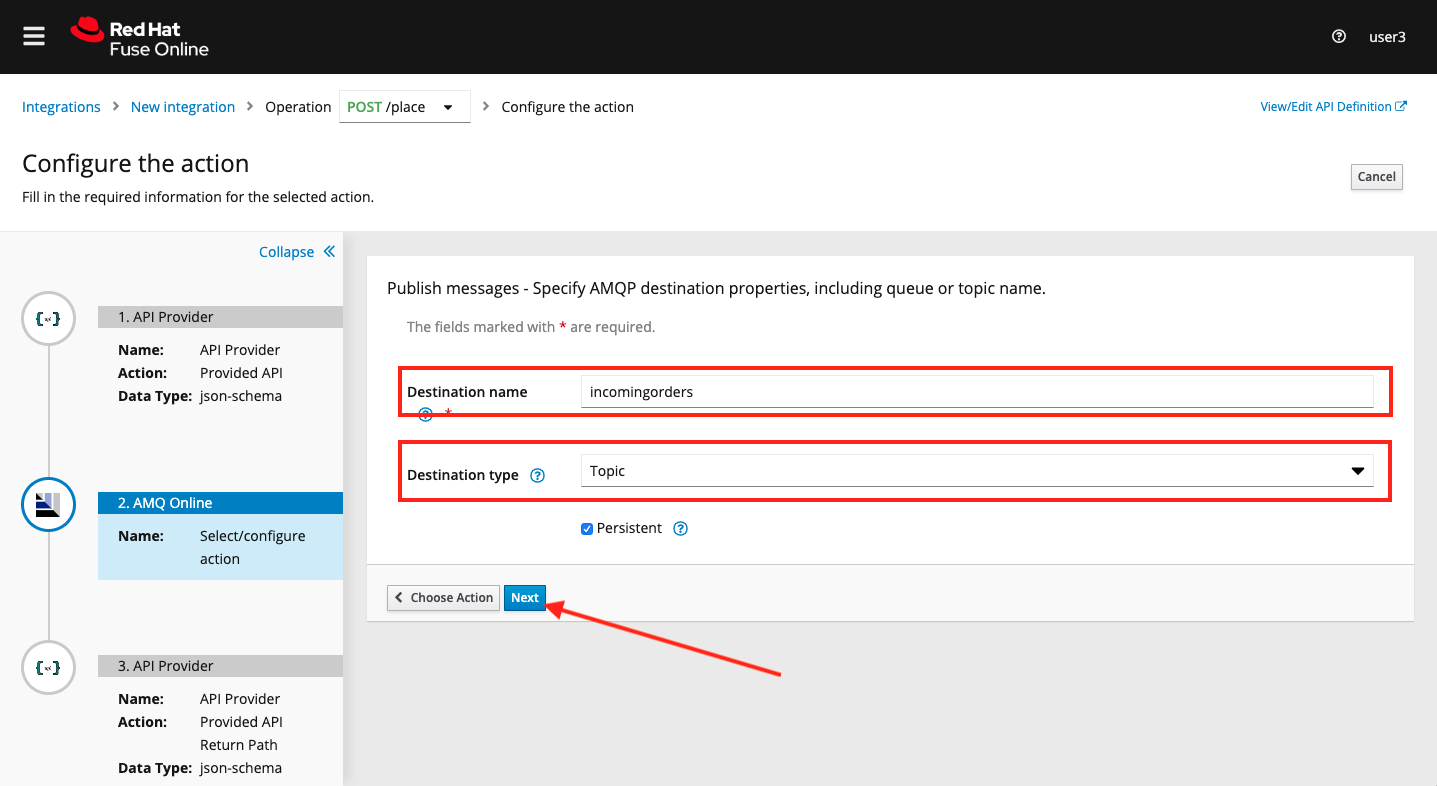 Red Hat
Fuse Online
user3
Integrations > New integration > Operation POST /place > Configure the action
View/Edit API Definition
Configure the action
Cancel
Fill in the required information for the selected action.
Collapse
1. API Provider
Name: API Provider
Action: Provided API
Data Type: json-schema
2. AMQ Online
Name: Select/configure
action
3. API Provider
Name: API Provider
Action: Provided API
Return Path
Data Type: json-schema
Publish messages - Specify AMQP destination properties, including queue or topic name.
The fields marked with * are required.
Destination name incomingorders
*
Destination type Topic
Persistent
Choose Action Next